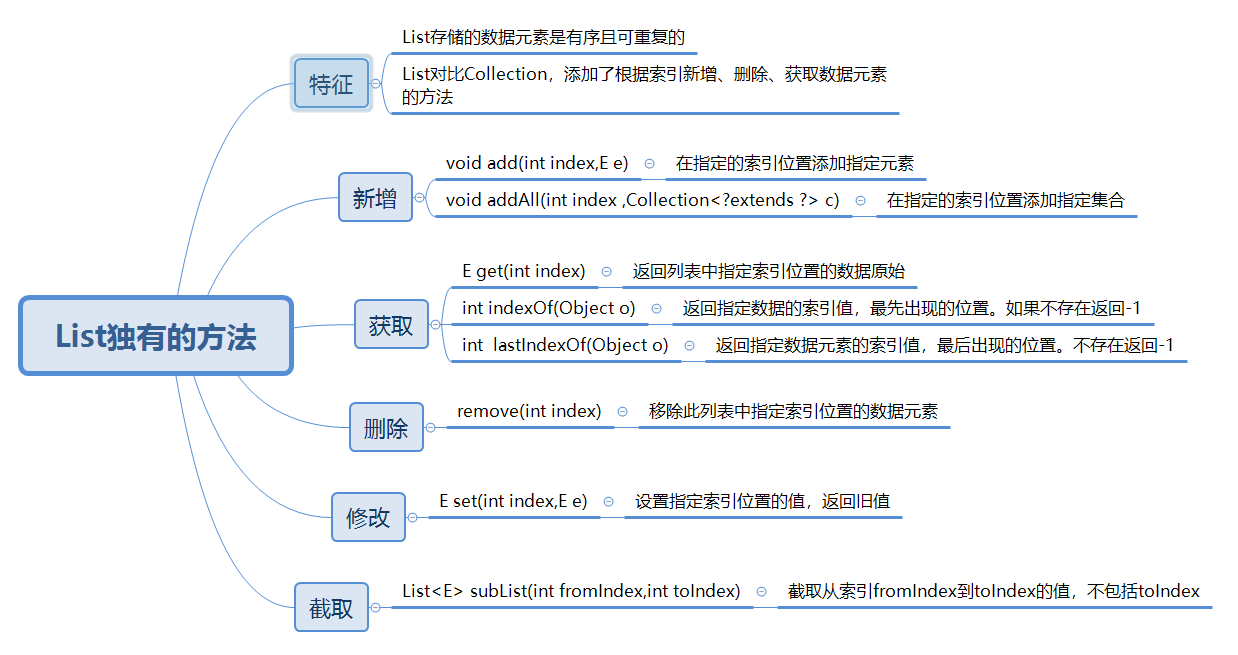 List独有的方法
特征
List存储的数据元素是有序且可重复的
List对比Collection，添加了根据索引新增、删除、获取数据元素
的方法
新增
void add(int index,E e)
在指定的索引位置添加指定元素
void addAll(int index ,Collection<?extends ?> c)
在指定的索引位置添加指定集合
获取
E get(int index)
返回列表中指定索引位置的数据原始
int indexOf(Object o)
返回指定数据的索引值，最先出现的位置。如果不存在返回-1
int  lastIndexOf(Object o)
返回指定数据元素的索引值，最后出现的位置。不存在返回-1
删除
remove(int index)
移除此列表中指定索引位置的数据元素
修改
E set(int index,E e)
设置指定索引位置的值，返回旧值
截取
List<E> subList(int fromIndex,int toIndex)
截取从索引fromIndex到toIndex的值，不包括toIndex